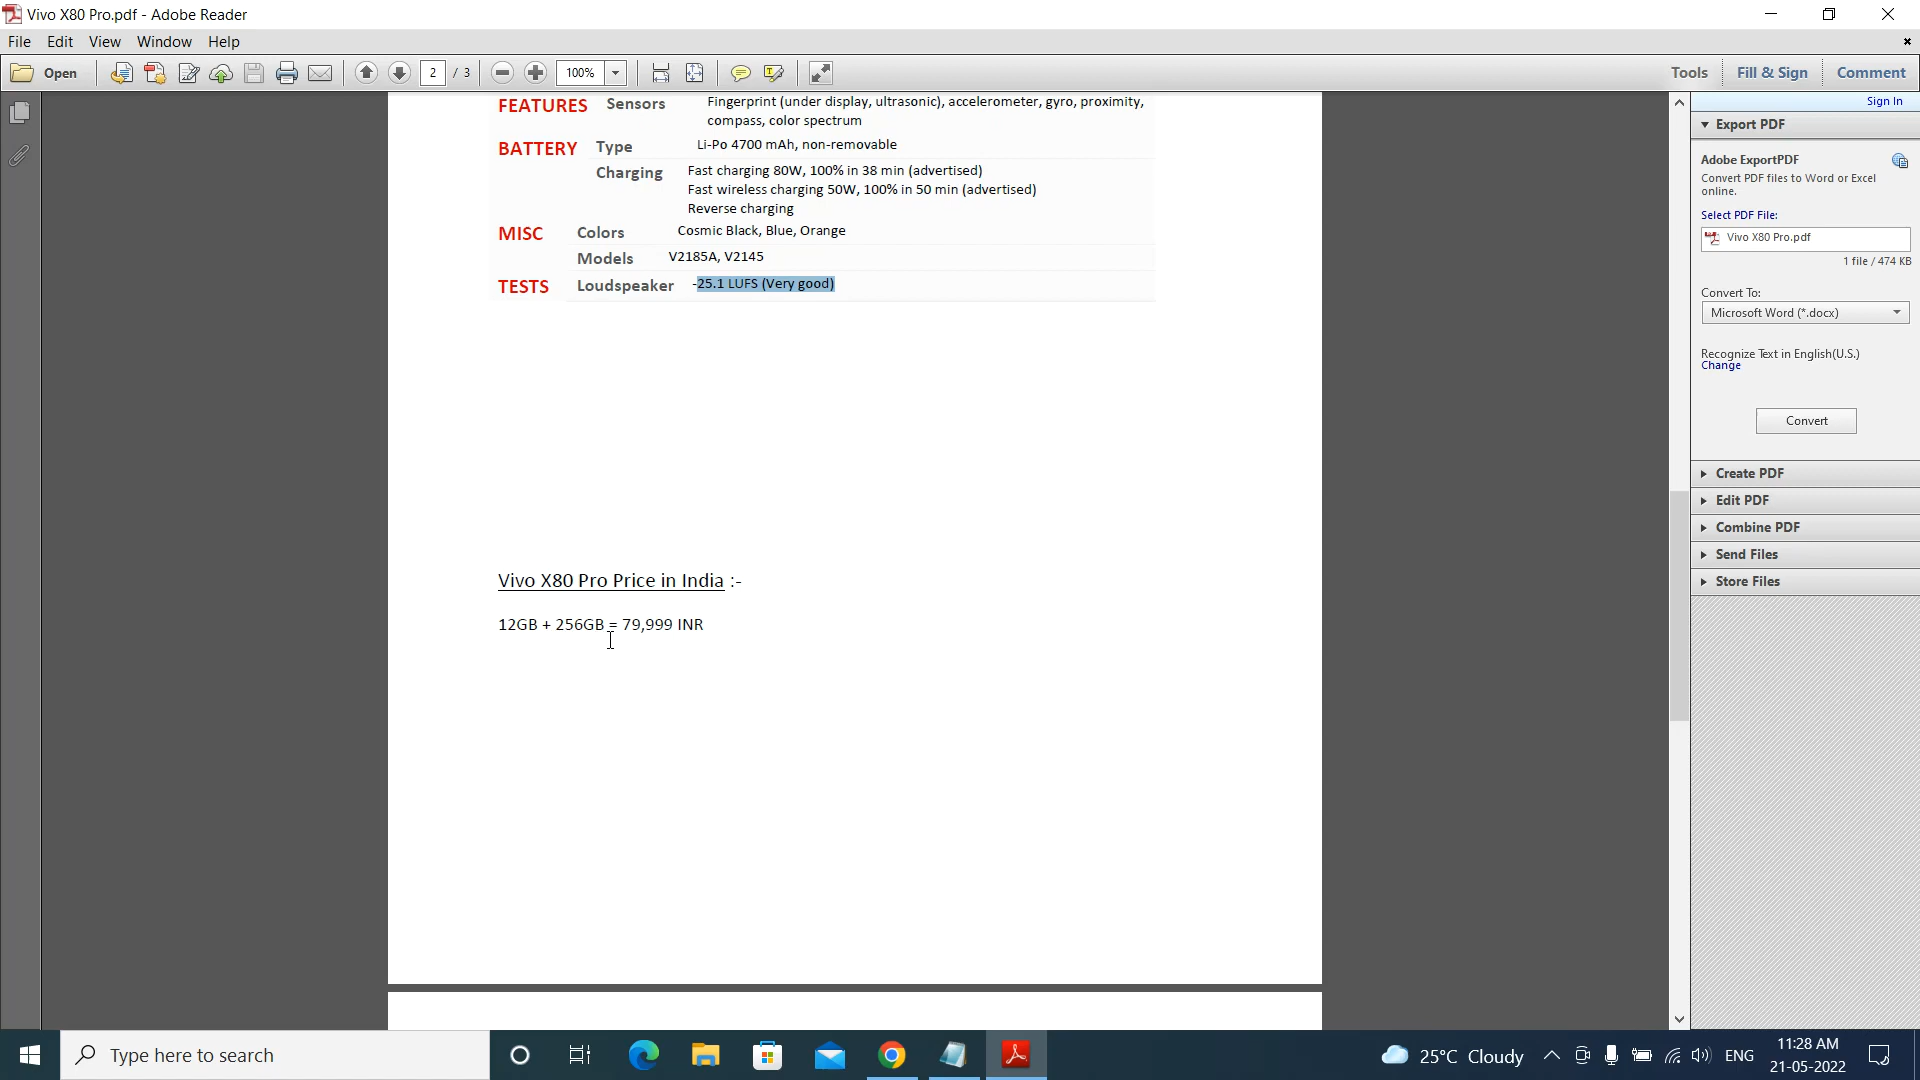 Vivo X80 Pro.pdf - Adobe Reader
File Edit View Window Help
Open 2 / 3 100% Tools Fill & Sign Comment
Sign In
FEATURES Sensors Fingerprint (under display, ultrasonic), accelerometer, gyro, proximity,
compass, color spectrum
BATTERY Type Li-Po 4700 mAh, non-removable
Charging Fast charging 80W, 100% in 38 min (advertised)
Fast wireless charging 50W, 100% in 50 min (advertised)
Reverse charging
MISC Colors Cosmic Black, Blue, Orange
Models V2185A, V2145
TESTS Loudspeaker -25.1 LUFS (Very good)
Vivo X80 Pro Price in India :-
12GB + 256GB = 79,999 INR
Export PDF
Adobe ExportPDF
Convert PDF files to Word or Excel
online.
Select PDF File:
Vivo X80 Pro.pdf
1 file / 474 KB
Convert To:
Microsoft Word (*.docx)
Recognize Text in English(U.S.)
Change
Convert
Create PDF
Edit PDF
Combine PDF
Send Files
Store Files
Type here to search
25°C Cloudy
ENG
11:28 AM
21-05-2022